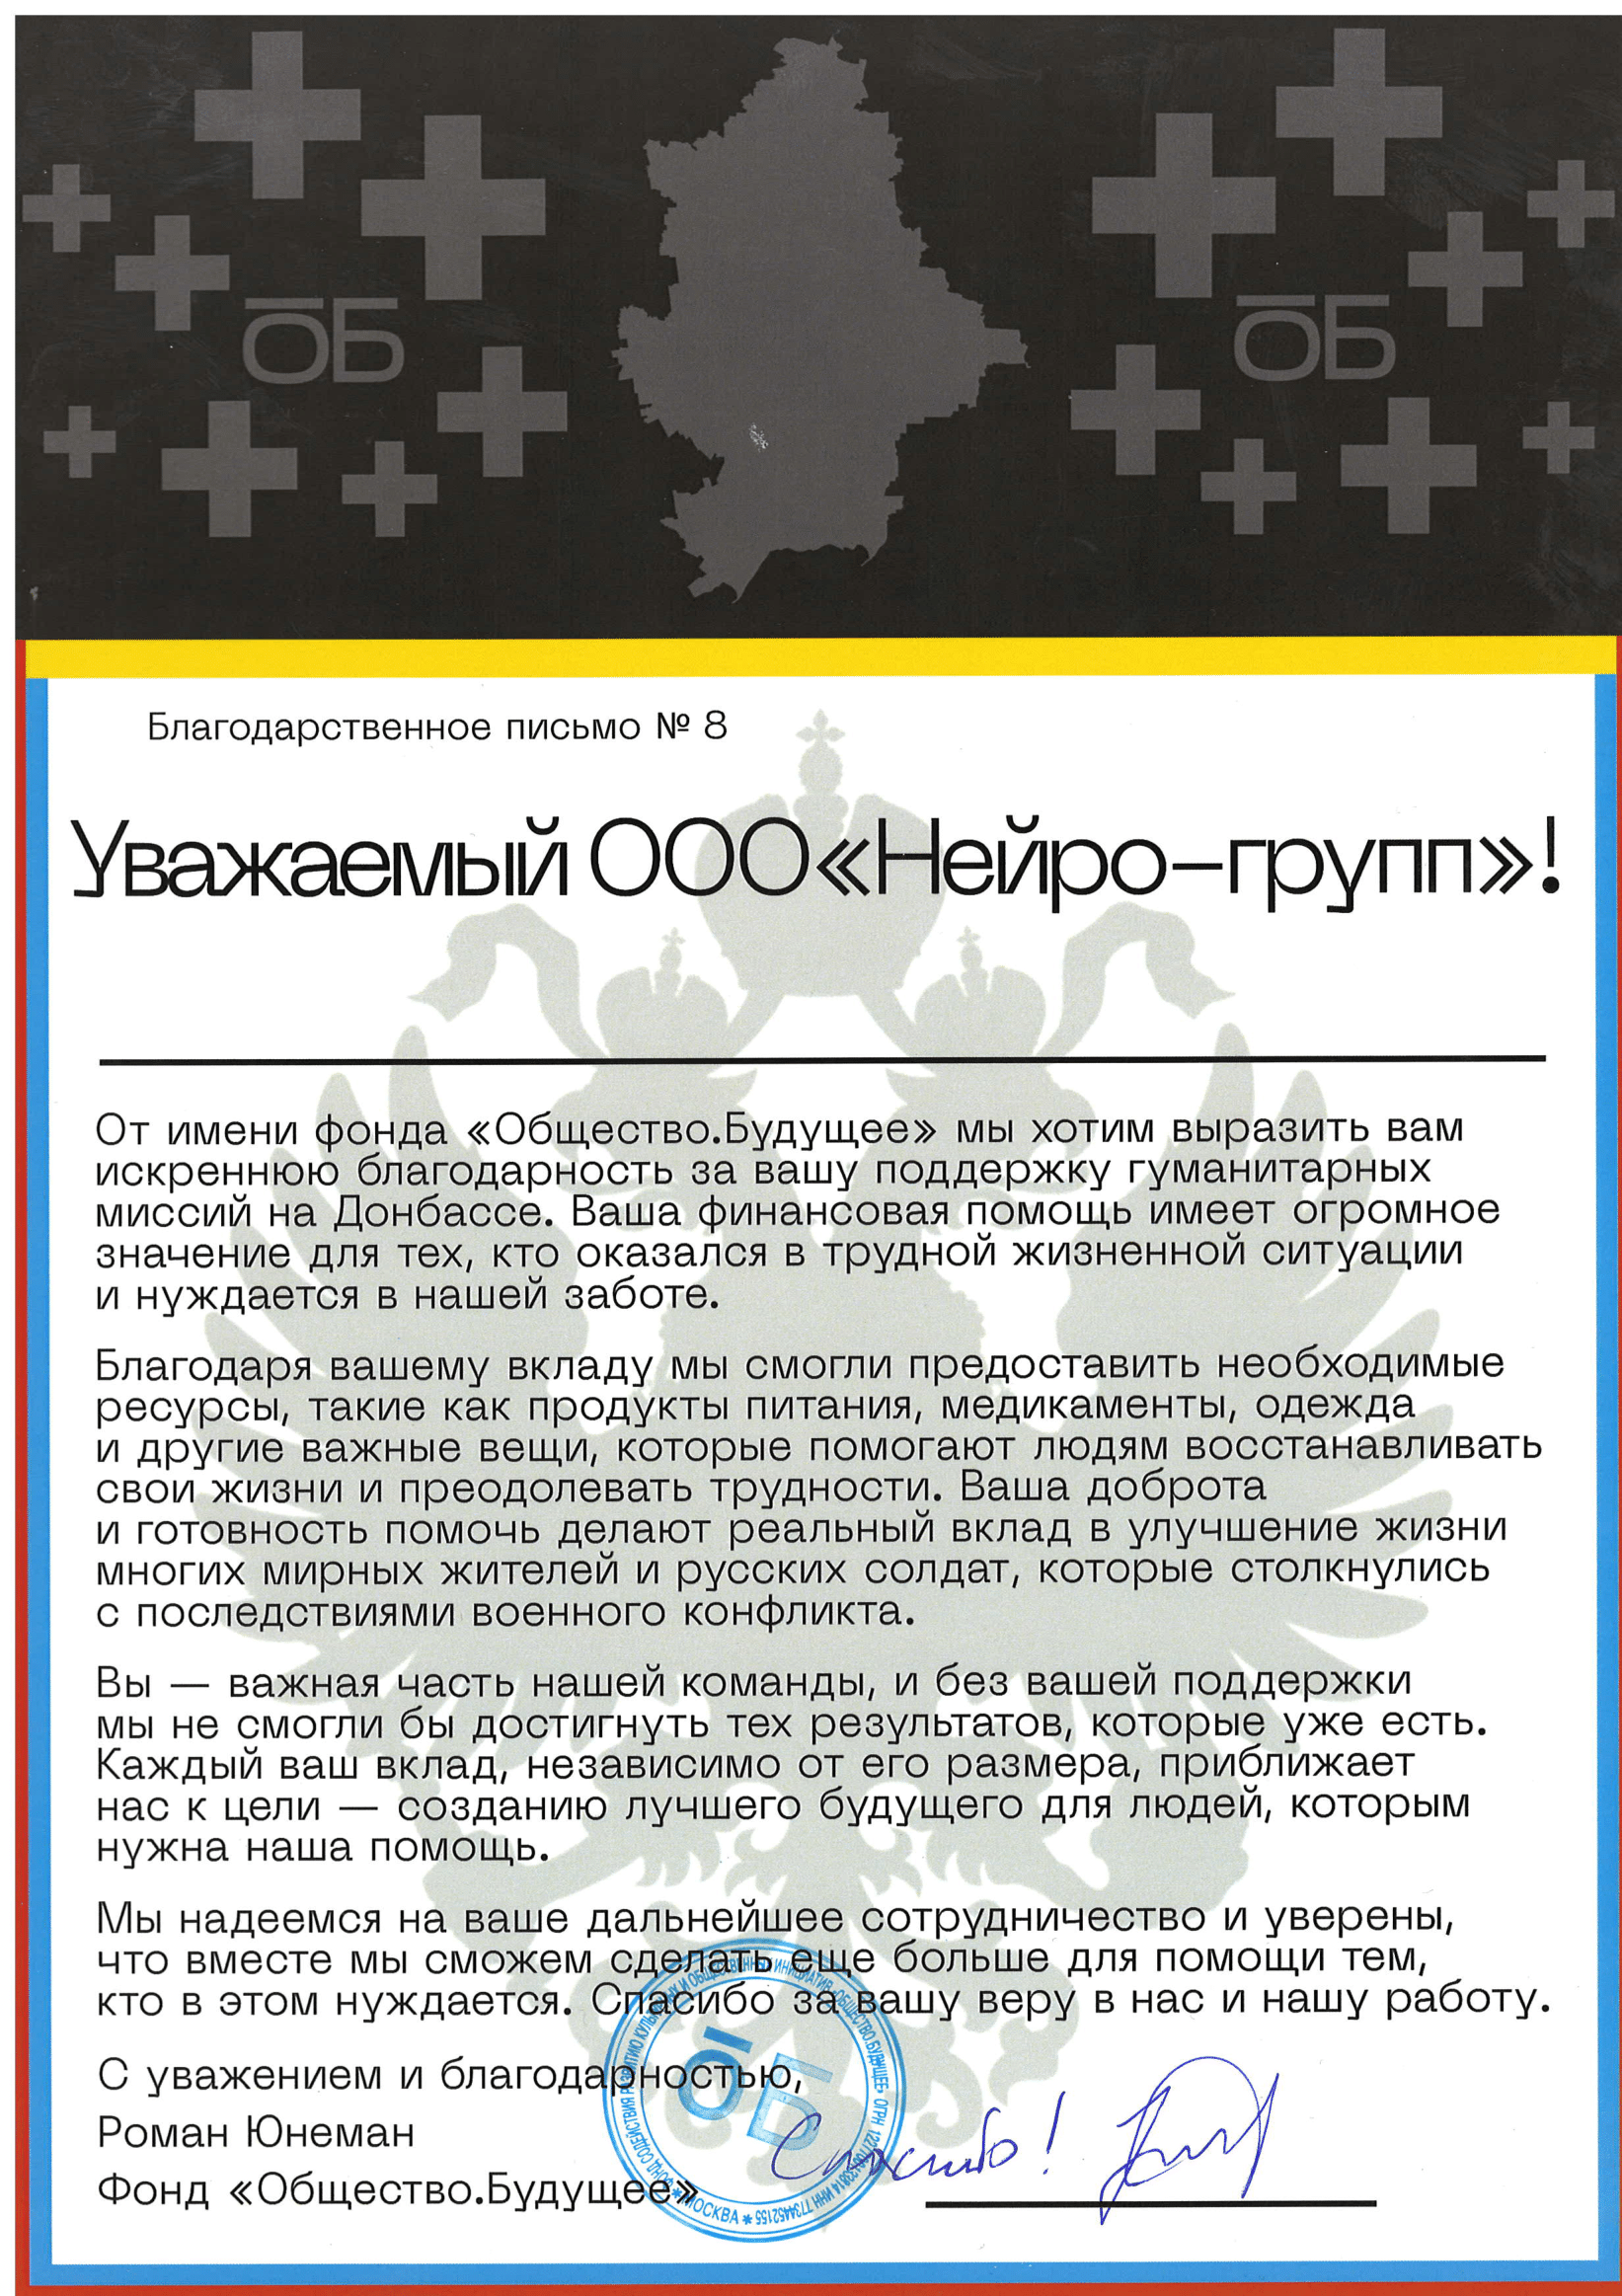 ОБ
ОБ
Благодарственное письмо № 8
Уважаемый ООО«Нейро-групп»!
От имени фонда «Общество.Будущее» мы хотим выразить вам
искреннюю благодарность за вашу поддержку гуманитарных
миссий на Донбассе. Ваша финансовая помощь имеет огромное
значение для тех, кто оказался в трудной жизненной ситуации
и нуждается в нашей заботе.
Благодаря вашему вкладу мы смогли предоставить необходимые
ресурсы, такие как продукты питания, медикаменты, одежда
и другие важные вещи, которые помогают людям восстанавливать
свои жизни и преодолевать трудности. Ваша доброта
и готовность помочь делают реальный вклад в улучшение жизни
многих мирных жителей и русских солдат, которые столкнулись
с последствиями военного конфликта.
Вы — важная часть нашей команды, и без вашей поддержки
мы не смогли бы достигнуть тех результатов, которые уже есть.
Каждый ваш вклад, независимо от его размера, приближает
нас к цели — созданию лучшего будущего для людей, которым
нужна наша помощь.
Мы надеемся на ваше дальнейшее сотрудничество и уверены,
что вместе мы сможем сделать еще больше для помощи тем,
кто в этом нуждается. Спасибо за вашу веру в нас и нашу работу.
С уважением и благодарностью,
Роман Юнеман
Фонд «Общество.Будущее»
Спасибо!
ОБ
ФОНД СОДЕЙСТВИЯ РАЗВИТИЮ КУЛЬТУРНЫХ И ОБЩЕСТВЕННЫХ ИНИЦИАТИВ «ОБЩЕСТВО.БУДУЩЕЕ» ОГРН ИНН 7734452155 * МОСКВА *